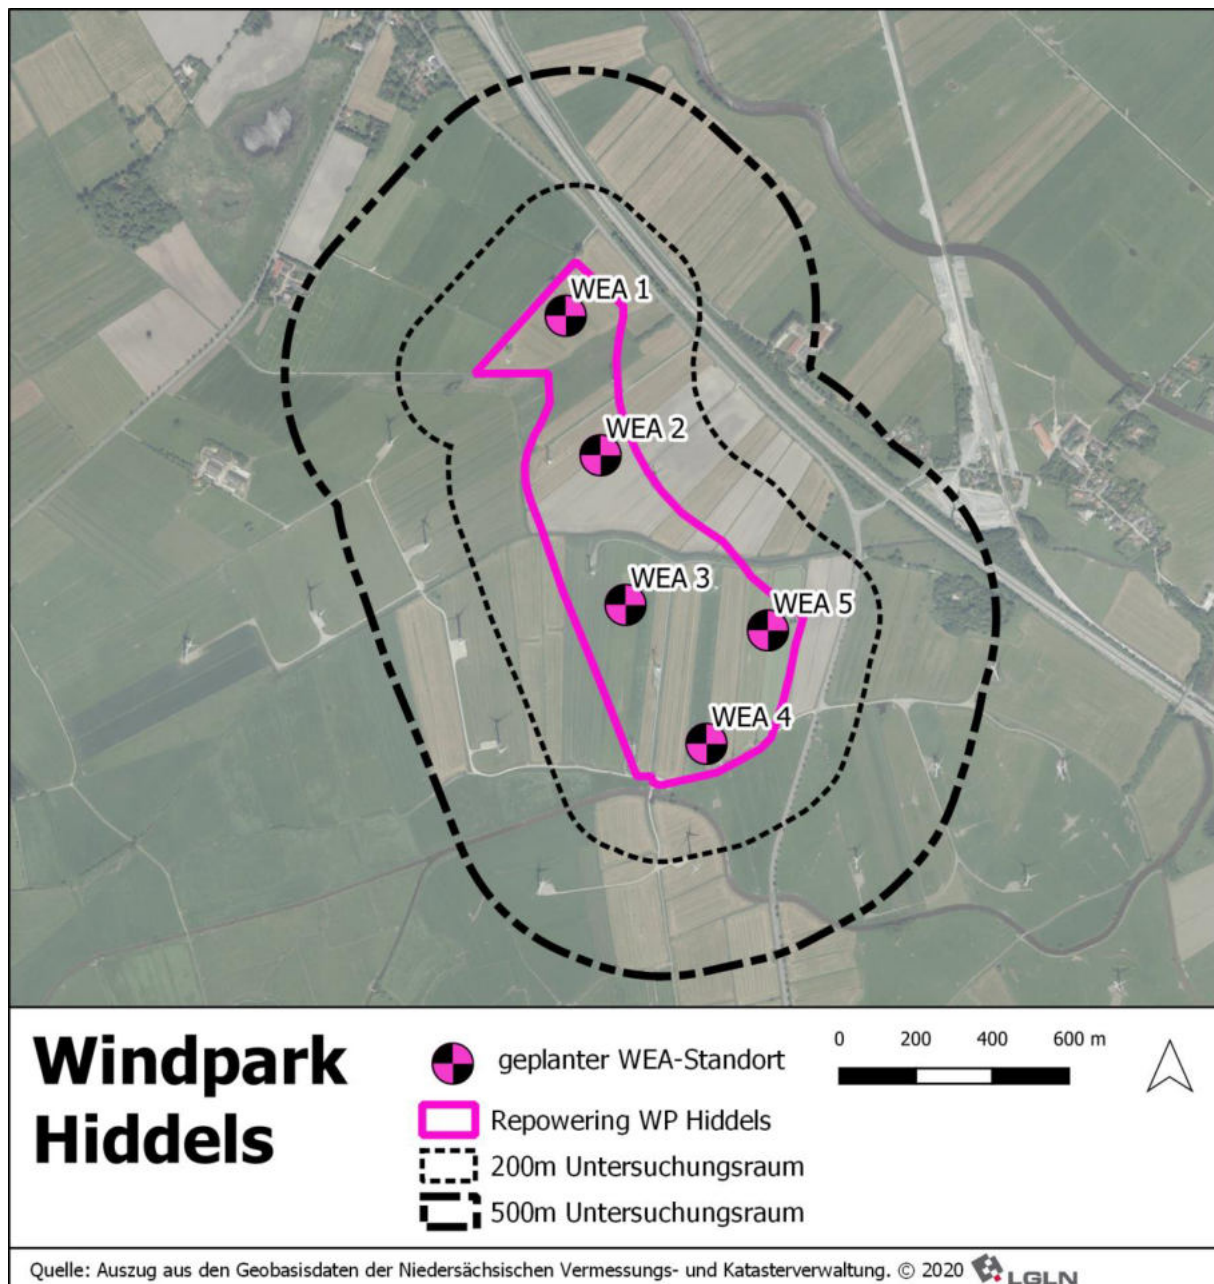 WEA 1
WEA 2
WEA 3
WEA 5
WEA 4
Windpark
Hiddels
geplanter WEA-Standort
Repowering WP Hiddels
200m Untersuchungsraum
500m Untersuchungsraum
0 200 400 600 m
Quelle: Auszug aus den Geobasisdaten der Niedersächsischen Vermessungs- und Katasterverwaltung. © 2020 LGLN